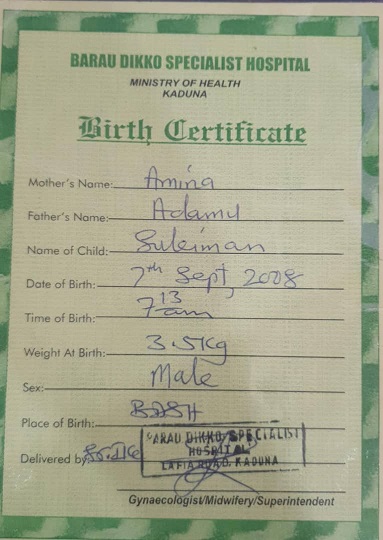 BARAU DIKKO SPECIALIST HOSPITAL
MINISTRY OF HEALTH
KADUNA
Birth Certificate
Mother's Name: Amina
Father's Name: Adamu
Name of Child: Suleiman
Date of Birth: 7th Sept, 2008
Time of Birth: 7 13 am
Weight At Birth: 3.5kg
Sex: Male
Place of Birth: BDSH
Delivered by:
BARAU DIKKO SPECIALIST
HOSPITAL
LAFIA ROAD. KADUNA
Gynaecologist/Midwifery/Superintendent